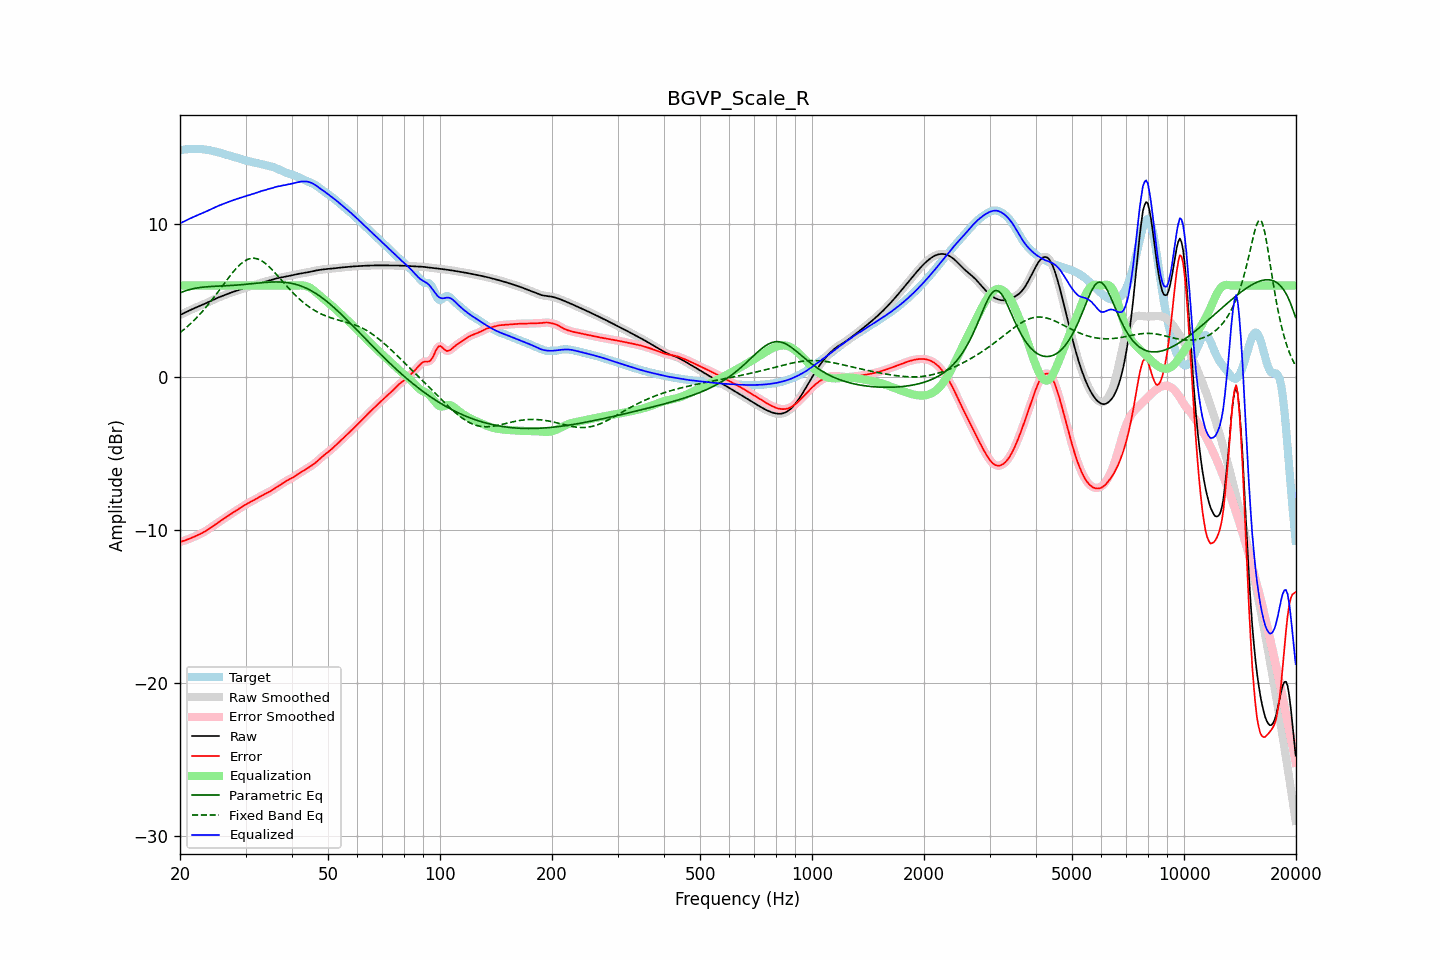 BGVP_Scale_R
Amplitude (dBr)
10
0
−10
−20
−30
Target
Raw Smoothed
Error Smoothed
Raw
Error
Equalization
Parametric Eq
Fixed Band Eq
Equalized
20 50 100 200 500 1000 2000 5000 10000 20000
Frequency (Hz)